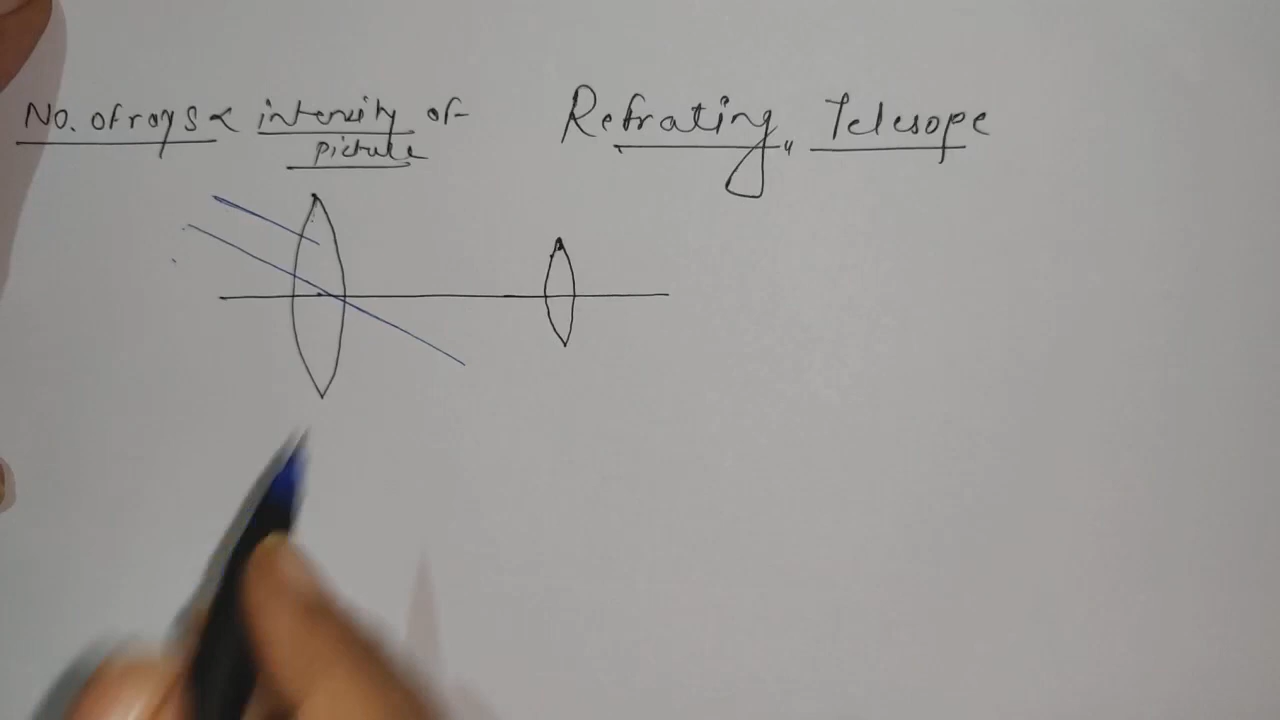 No. of rays ∝ intensity of
picture
Refrating Telesope